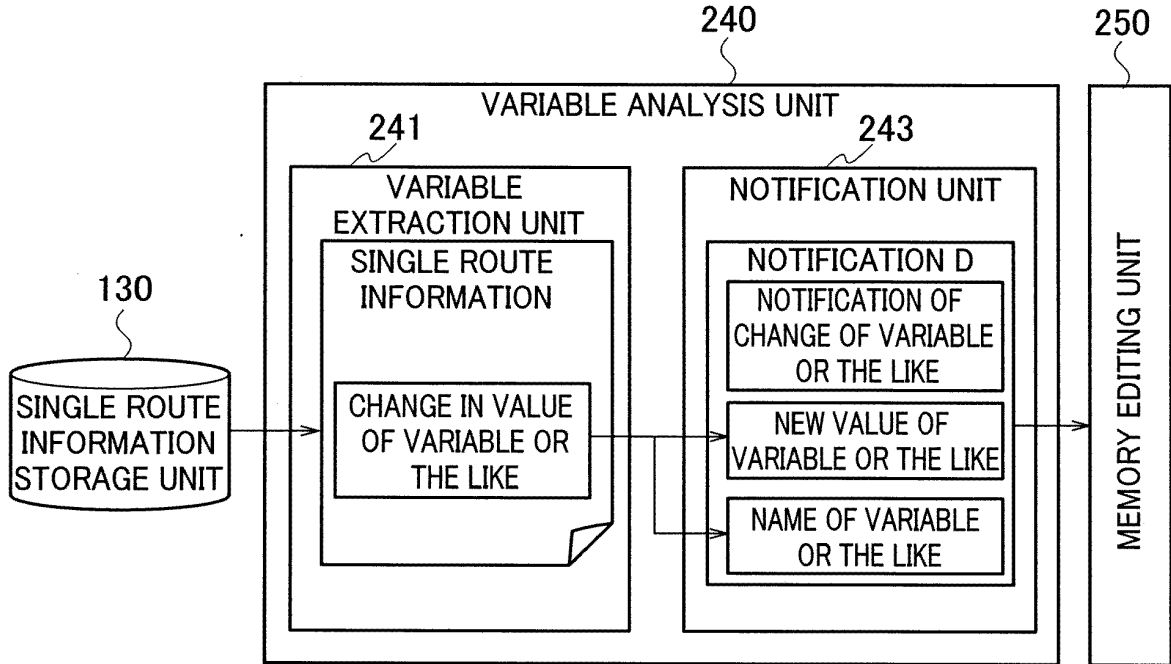 240
250
VARIABLE ANALYSIS UNIT
241
243
VARIABLE
EXTRACTION UNIT
NOTIFICATION UNIT
SINGLE ROUTE
INFORMATION
NOTIFICATION D
130
NOTIFICATION OF
CHANGE OF VARIABLE
OR THE LIKE
SINGLE ROUTE
INFORMATION
STORAGE UNIT
CHANGE IN VALUE
OF VARIABLE OR
THE LIKE
NEW VALUE OF
VARIABLE OR THE LIKE
NAME OF VARIABLE
OR THE LIKE
MEMORY EDITING UNIT